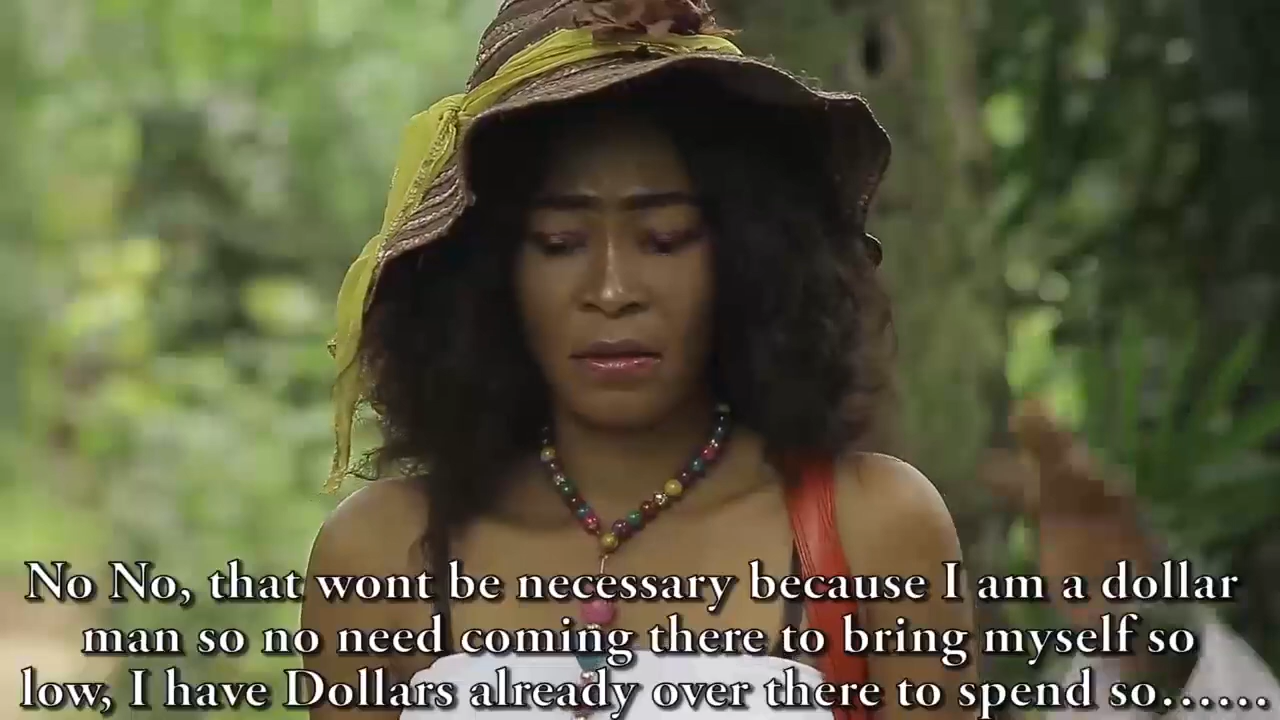 No No, that wont be necessary because I am a dollar
man so no need coming there to bring myself so
low, I have Dollars already over there to spend so......